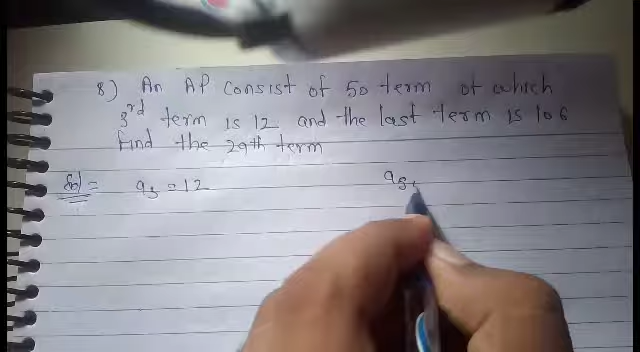 8) An AP consist of 50 term of which
3rd term is 12 and the last term is 106
Find the 29th term
Sol = a3 = 12 a5